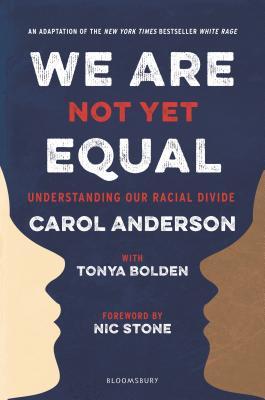 AN ADAPTATION OF THE NEW YORK TIMES BESTSELLER WHITE RAGE
WE ARE
NOT YET
EQUAL
UNDERSTANDING OUR RACIAL DIVIDE
CAROL ANDERSON
WITH
TONYA BOLDEN
FOREWORD BY
NIC STONE
BLOOMSBURY